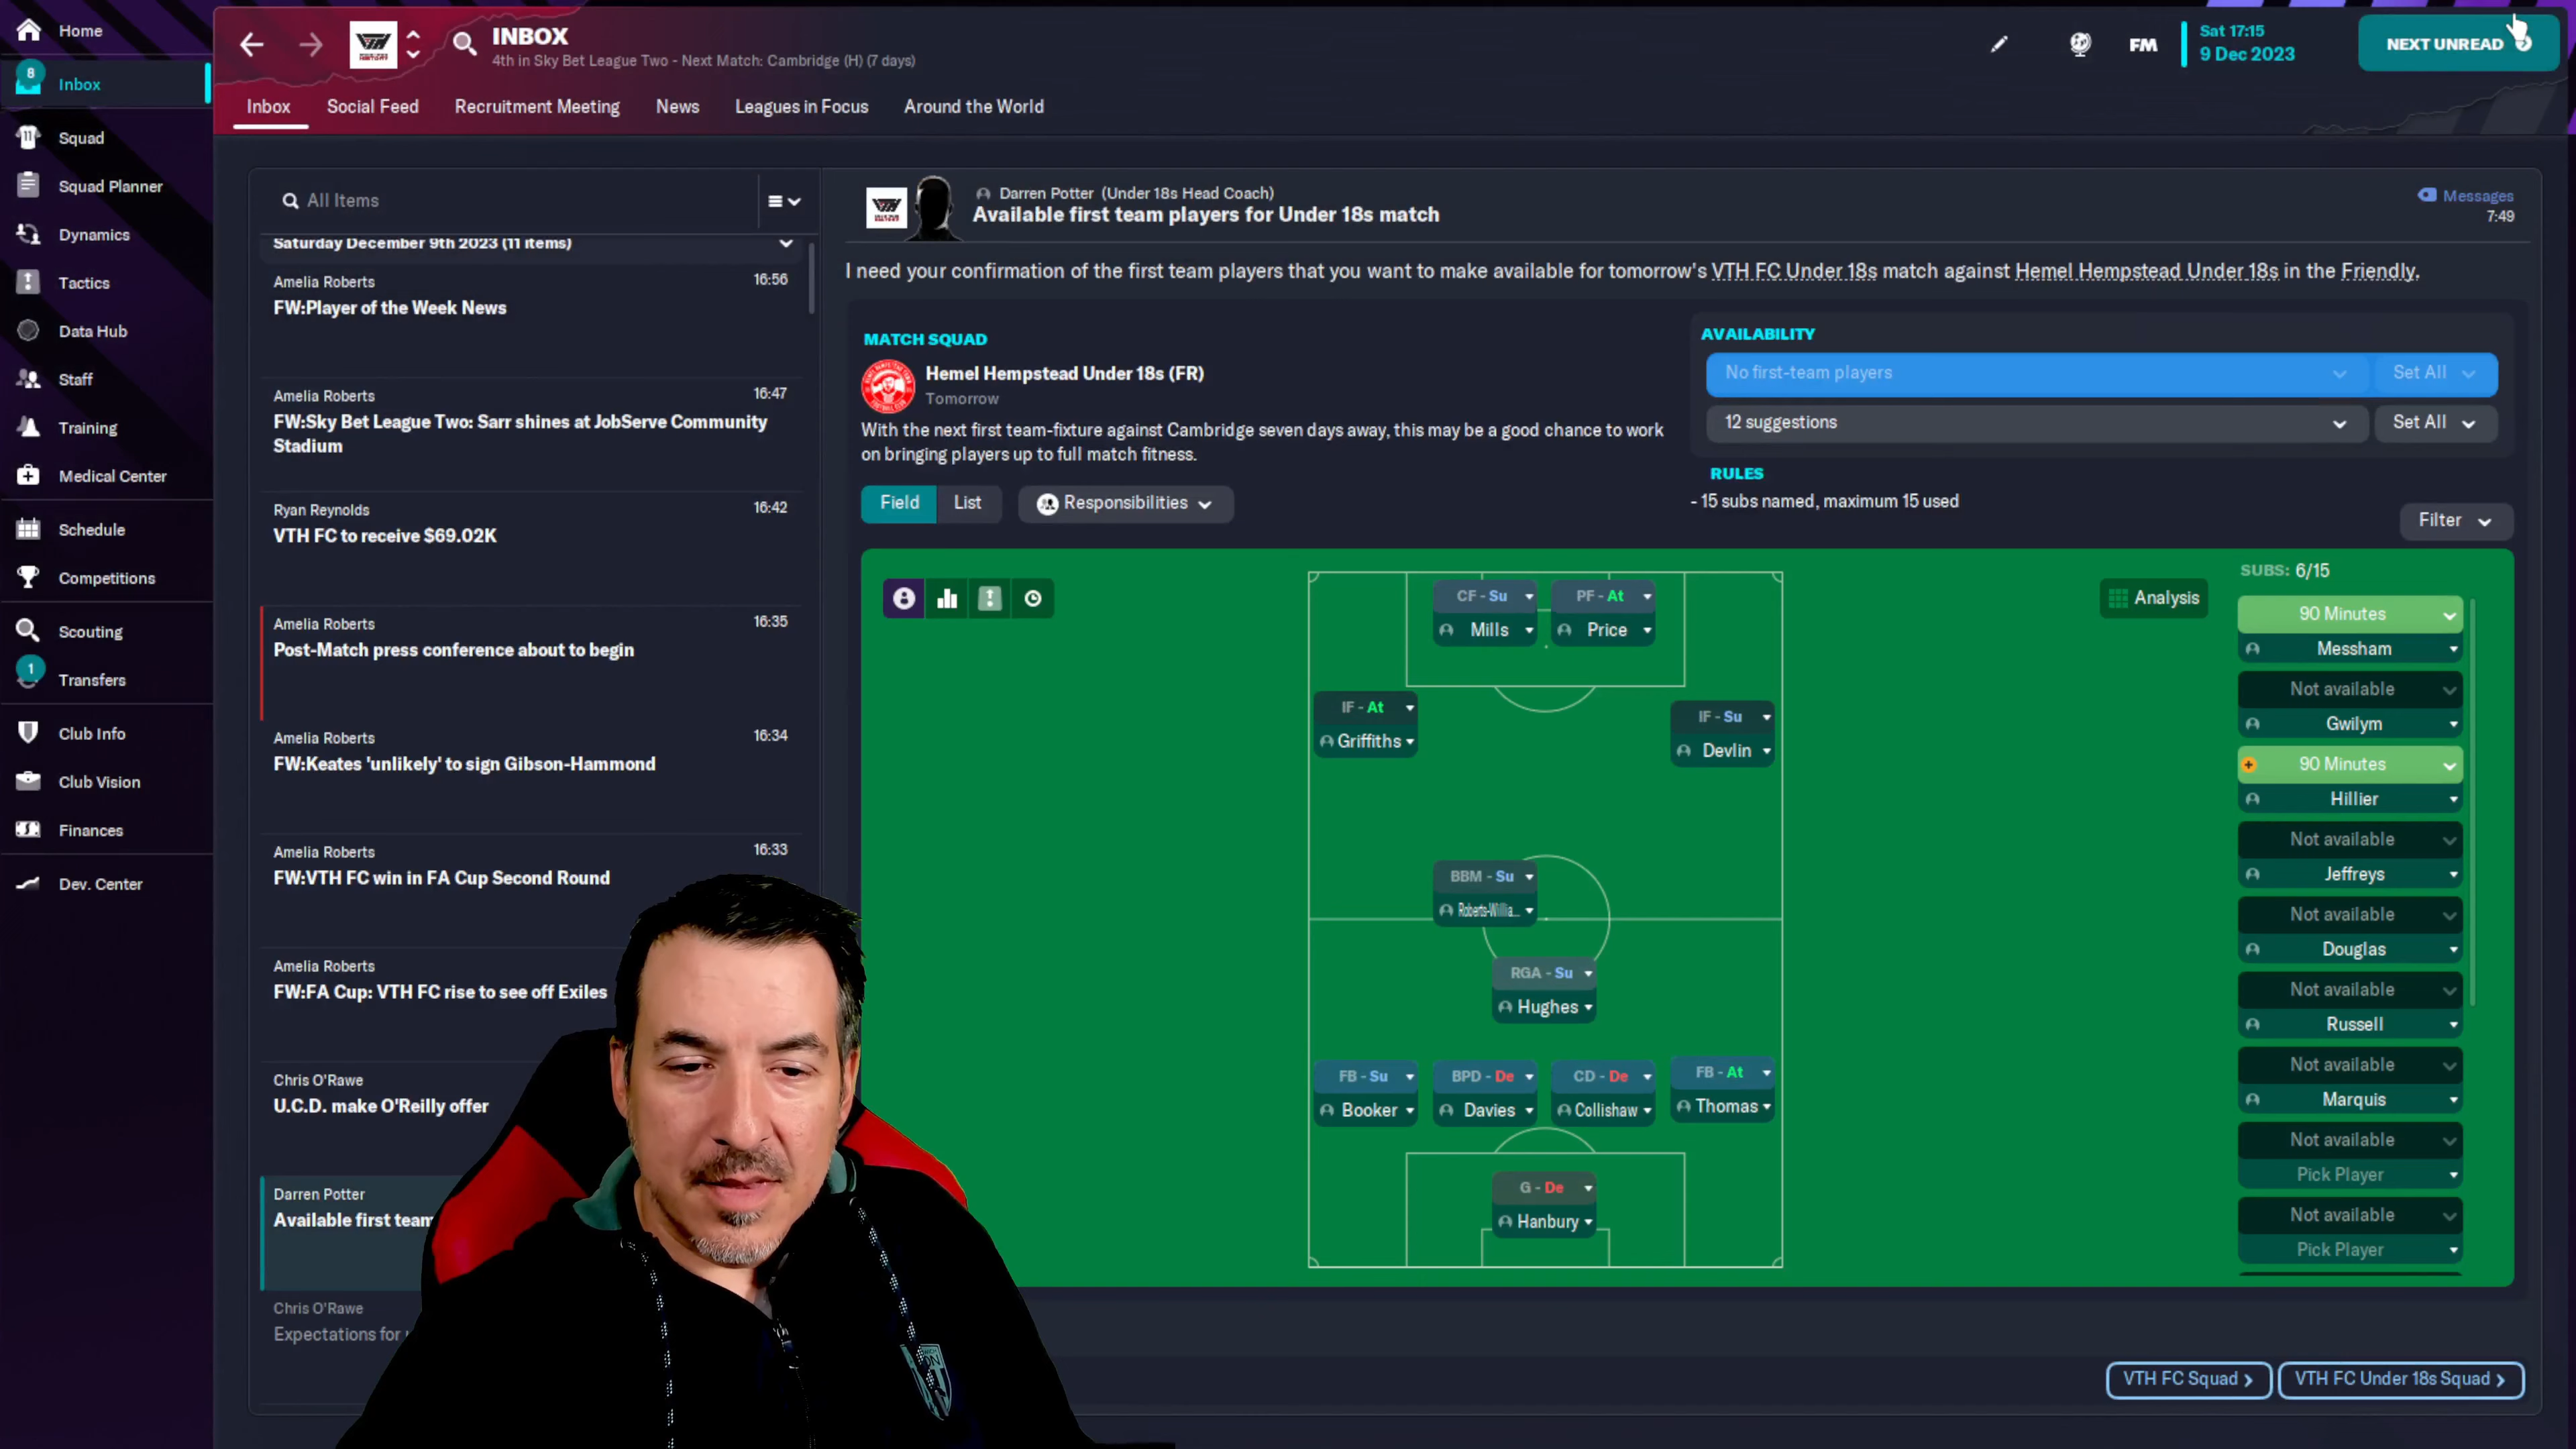 Home
8
Inbox
Squad
Squad Planner
Dynamics
Tactics
Data Hub
Staff
Training
Medical Center
Schedule
Competitions
Scouting
1
Transfers
Club Info
Club Vision
Finances
Dev. Center
INBOX
4th in Sky Bet League Two - Next Match: Cambridge (H) (7 days)
FM
Sat 17:15
9 Dec 2023
NEXT UNREAD
Inbox
Social Feed
Recruitment Meeting
News
Leagues in Focus
Around the World
All Items
Saturday December 9th 2023 (11 items)
Amelia Roberts
16:56
FW:Player of the Week News
Amelia Roberts
16:47
FW:Sky Bet League Two: Sarr shines at JobServe Community
Stadium
Ryan Reynolds
16:42
VTH FC to receive $69.02K
Amelia Roberts
16:35
Post-Match press conference about to begin
Amelia Roberts
16:34
FW:Keates 'unlikely' to sign Gibson-Hammond
Amelia Roberts
16:33
FW:VTH FC win in FA Cup Second Round
Amelia Roberts
FW:FA Cup: VTH FC rise to see off Exiles
Chris O'Rawe
U.C.D. make O'Reilly offer
Darren Potter
Available first team
Chris O'Rawe
Expectations for
Darren Potter (Under 18s Head Coach)
Available first team players for Under 18s match
Messages
7:49
I need your confirmation of the first team players that you want to make available for tomorrow's VTH FC Under 18s match against Hemel Hempstead Under 18s in the Friendly.
MATCH SQUAD
Hemel Hempstead Under 18s (FR)
Tomorrow
With the next first team-fixture against Cambridge seven days away, this may be a good chance to work
on bringing players up to full match fitness.
AVAILABILITY
No first-team players
Set All
12 suggestions
Set All
RULES
- 15 subs named, maximum 15 used
Field
List
Responsibilities
Filter
Analysis
CF - Su
Mills
PF - At
Price
IF - At
Griffiths
IF - Su
Devlin
BBM - Su
Roberts-Willia...
RGA - Su
Hughes
FB - Su
Booker
BPD - De
Davies
CD - De
Collishaw
FB - At
Thomas
G - De
Hanbury
SUBS: 6/15
90 Minutes
Messham
Not available
Gwilym
90 Minutes
Hillier
Not available
Jeffreys
Not available
Douglas
Not available
Russell
Not available
Marquis
Not available
Pick Player
Not available
Pick Player
VTH FC Squad
VTH FC Under 18s Squad